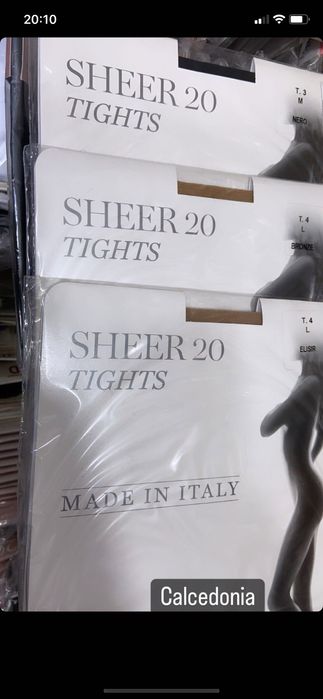 20:10
SHEER 20
TIGHTS
T. 3
M
NERO
SHEER 20
TIGHTS
T. 4
L
BRONZE
SHEER 20
TIGHTS
T. 4
L
ELISIR
MADE IN ITALY
Calcedonia